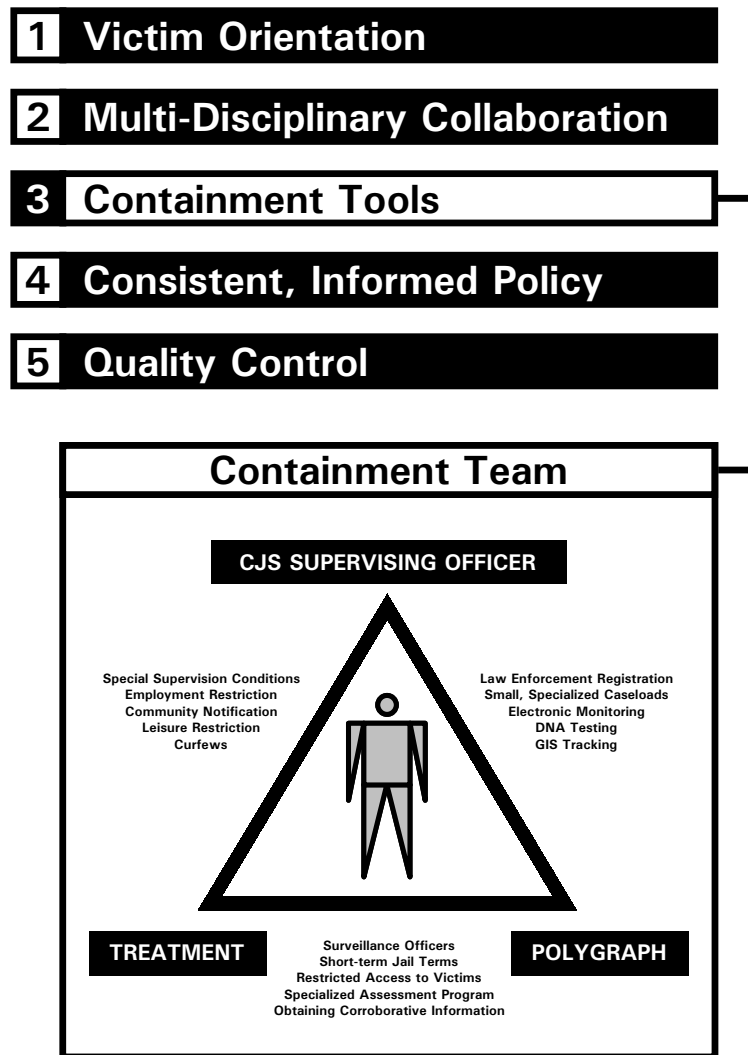 1 Victim Orientation
2 Multi-Disciplinary Collaboration
3 Containment Tools
4 Consistent, Informed Policy
5 Quality Control
Containment Team
CJS SUPERVISING OFFICER
Special Supervision Conditions
Employment Restriction
Community Notification
Leisure Restriction
Curfews
Law Enforcement Registration
Small, Specialized Caseloads
Electronic Monitoring
DNA Testing
GIS Tracking
TREATMENT
Surveillance Officers
Short-term Jail Terms
Restricted Access to Victims
Specialized Assessment Program
Obtaining Corroborative Information
POLYGRAPH